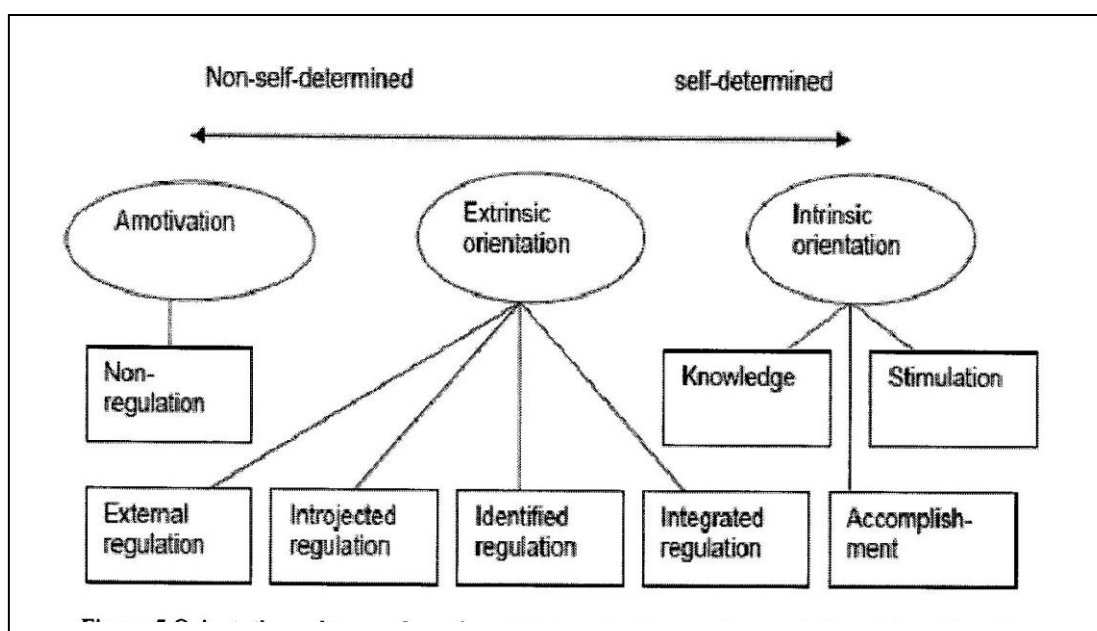 Non-self-determined self-determined
Amotivation
Extrinsic
orientation
Intrinsic
orientation
Non-
regulation
Knowledge
Stimulation
External
regulation
Introjected
regulation
Identified
regulation
Integrated
regulation
Accomplish-
ment